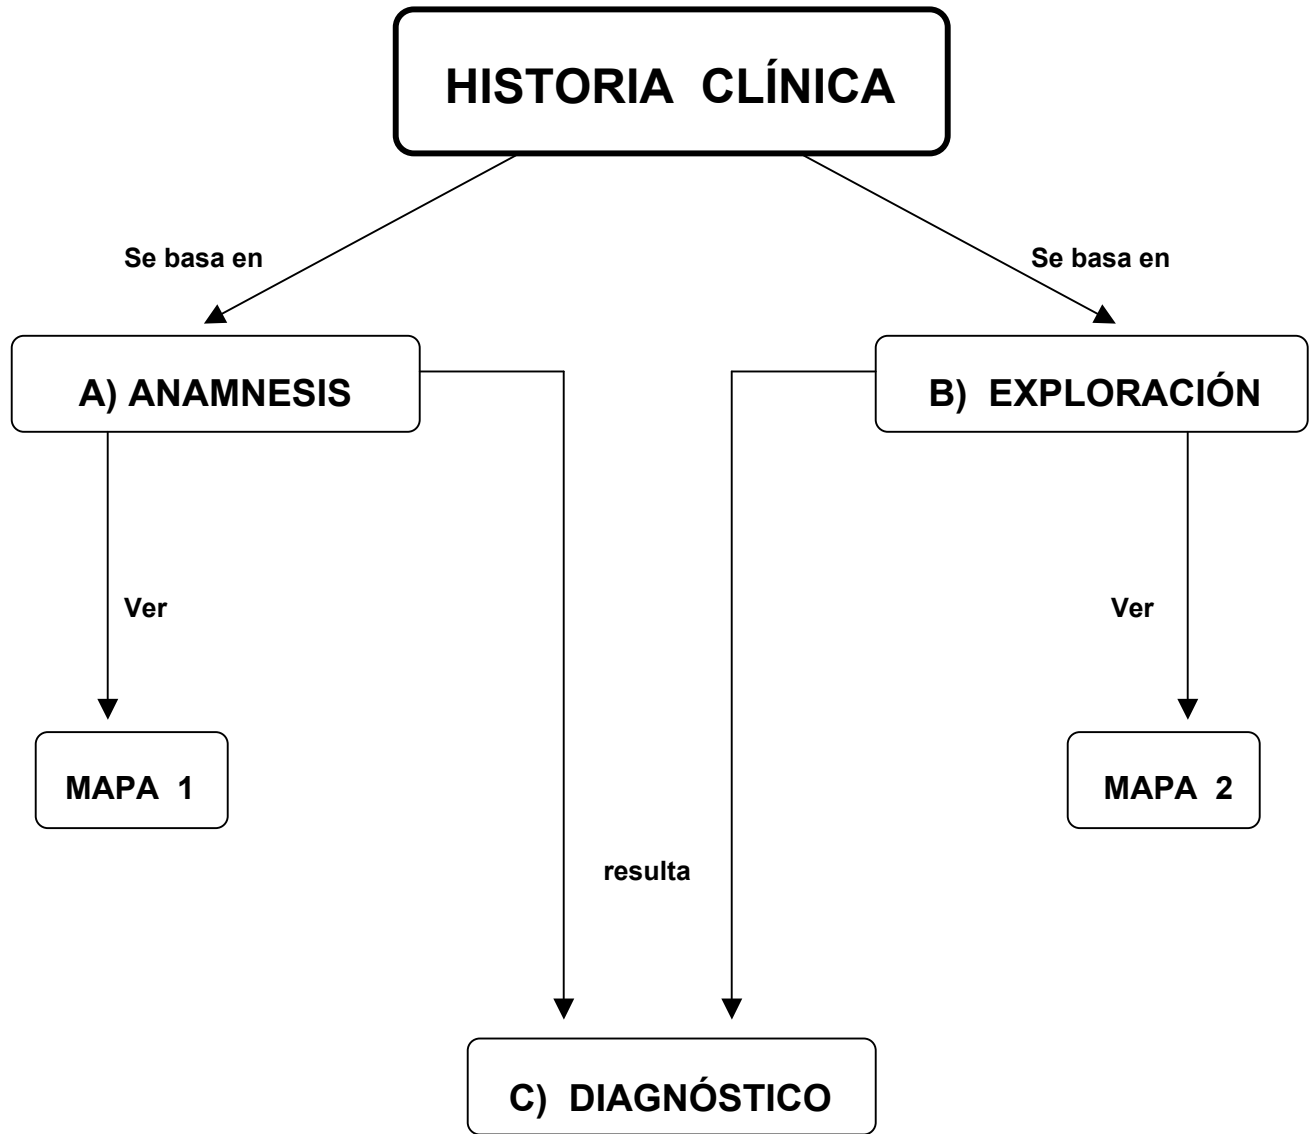 HISTORIA CLÍNICA
Se basa en
Se basa en
A) ANAMNESIS
B) EXPLORACIÓN
Ver
Ver
MAPA 1
MAPA 2
resulta
C) DIAGNÓSTICO